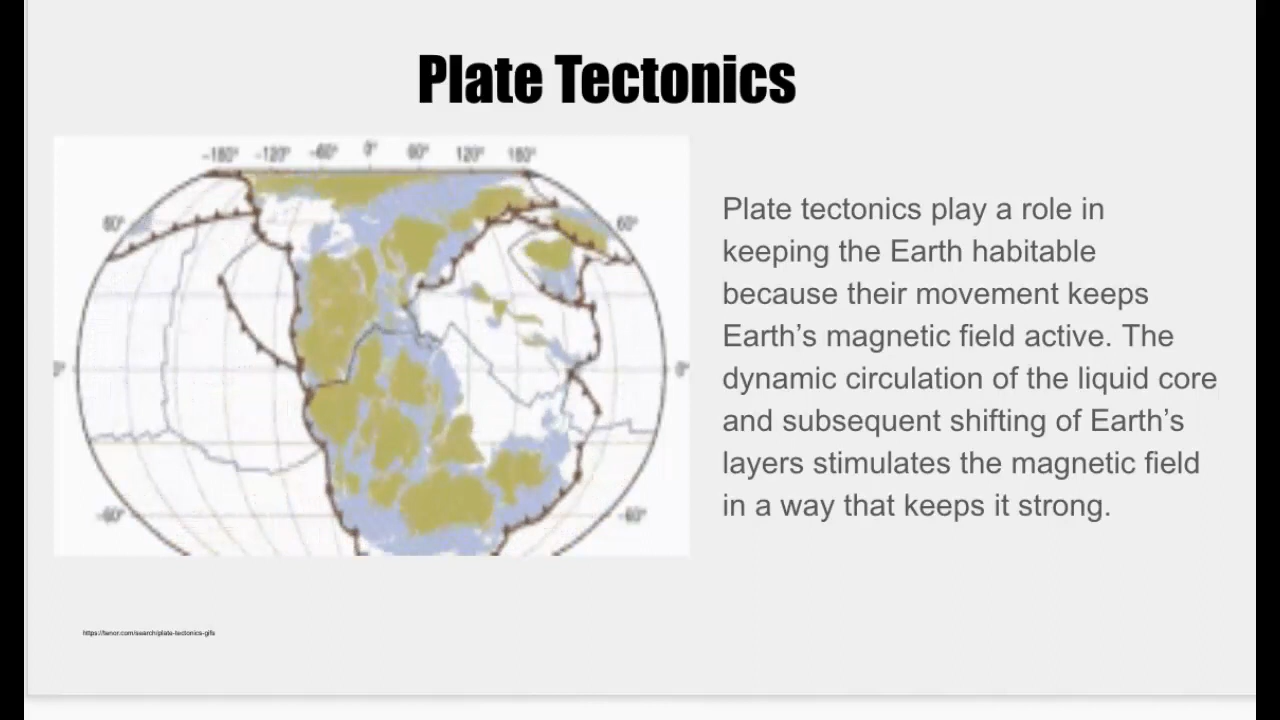 Plate Tectonics
-180° -120° -60° 0° 60° 120° 180°
60° 60°
0° 0°
-60° -60°
Plate tectonics play a role in
keeping the Earth habitable
because their movement keeps
Earth's magnetic field active. The
dynamic circulation of the liquid core
and subsequent shifting of Earth's
layers stimulates the magnetic field
in a way that keeps it strong.
https://tenor.com/search/plate-tectonics-gifs